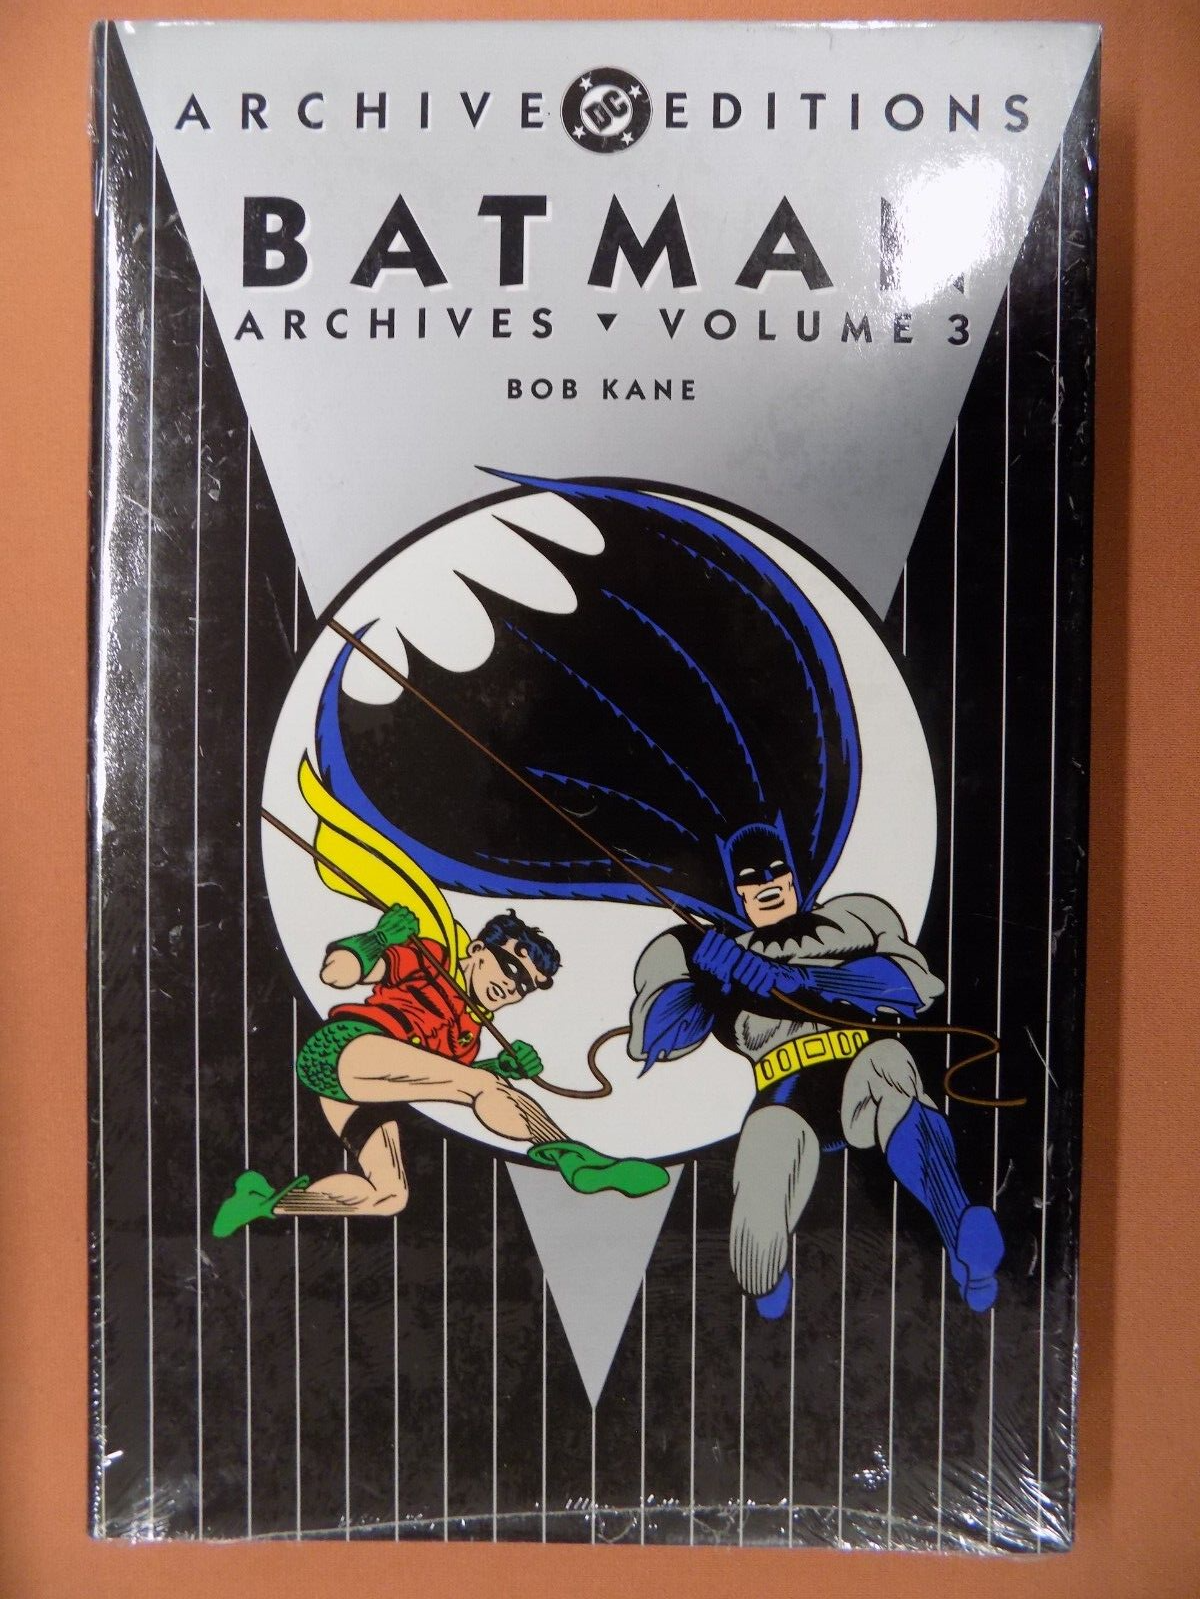 ARCHIVE DC EDITIONS
BATMAN
ARCHIVES ▼ VOLUME 3
BOB KANE